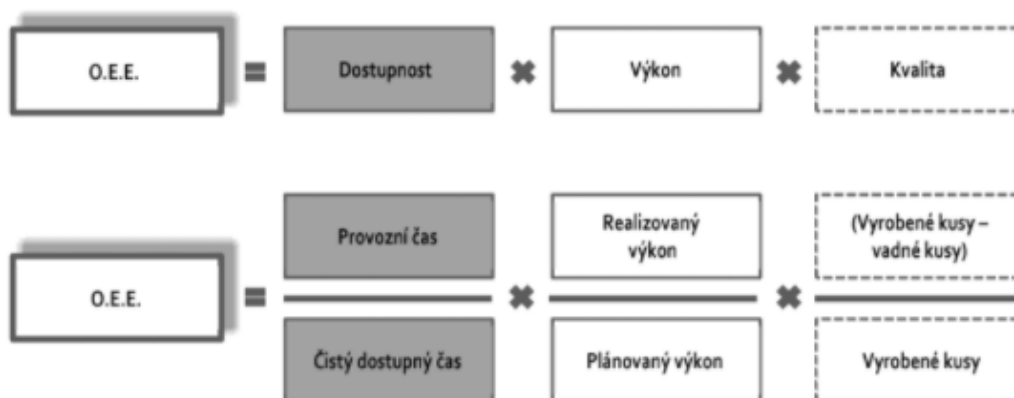 O.E.E. = Dostupnost × Výkon × Kvalita
O.E.E. = Provozní čas × Realizovaný výkon × (Vyrobené kusy – vadné kusy)
Čistý dostupný čas Plánovaný výkon Vyrobené kusy